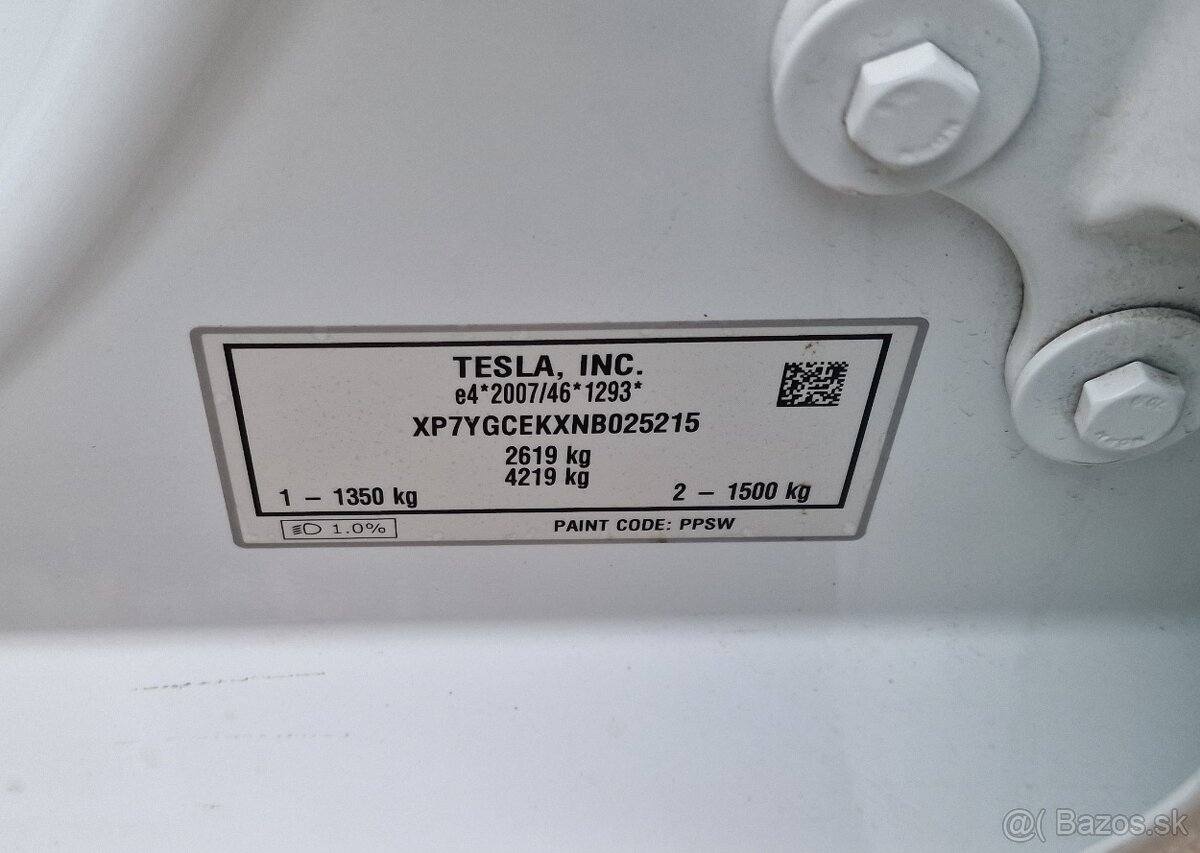 TESLA, INC.
e4*2007/46*1293*
XP7YGCEKXNB025215
2619 kg
4219 kg
1 – 1350 kg
2 – 1500 kg
1.0%
PAINT CODE: PPSW
@( Bazos.sk